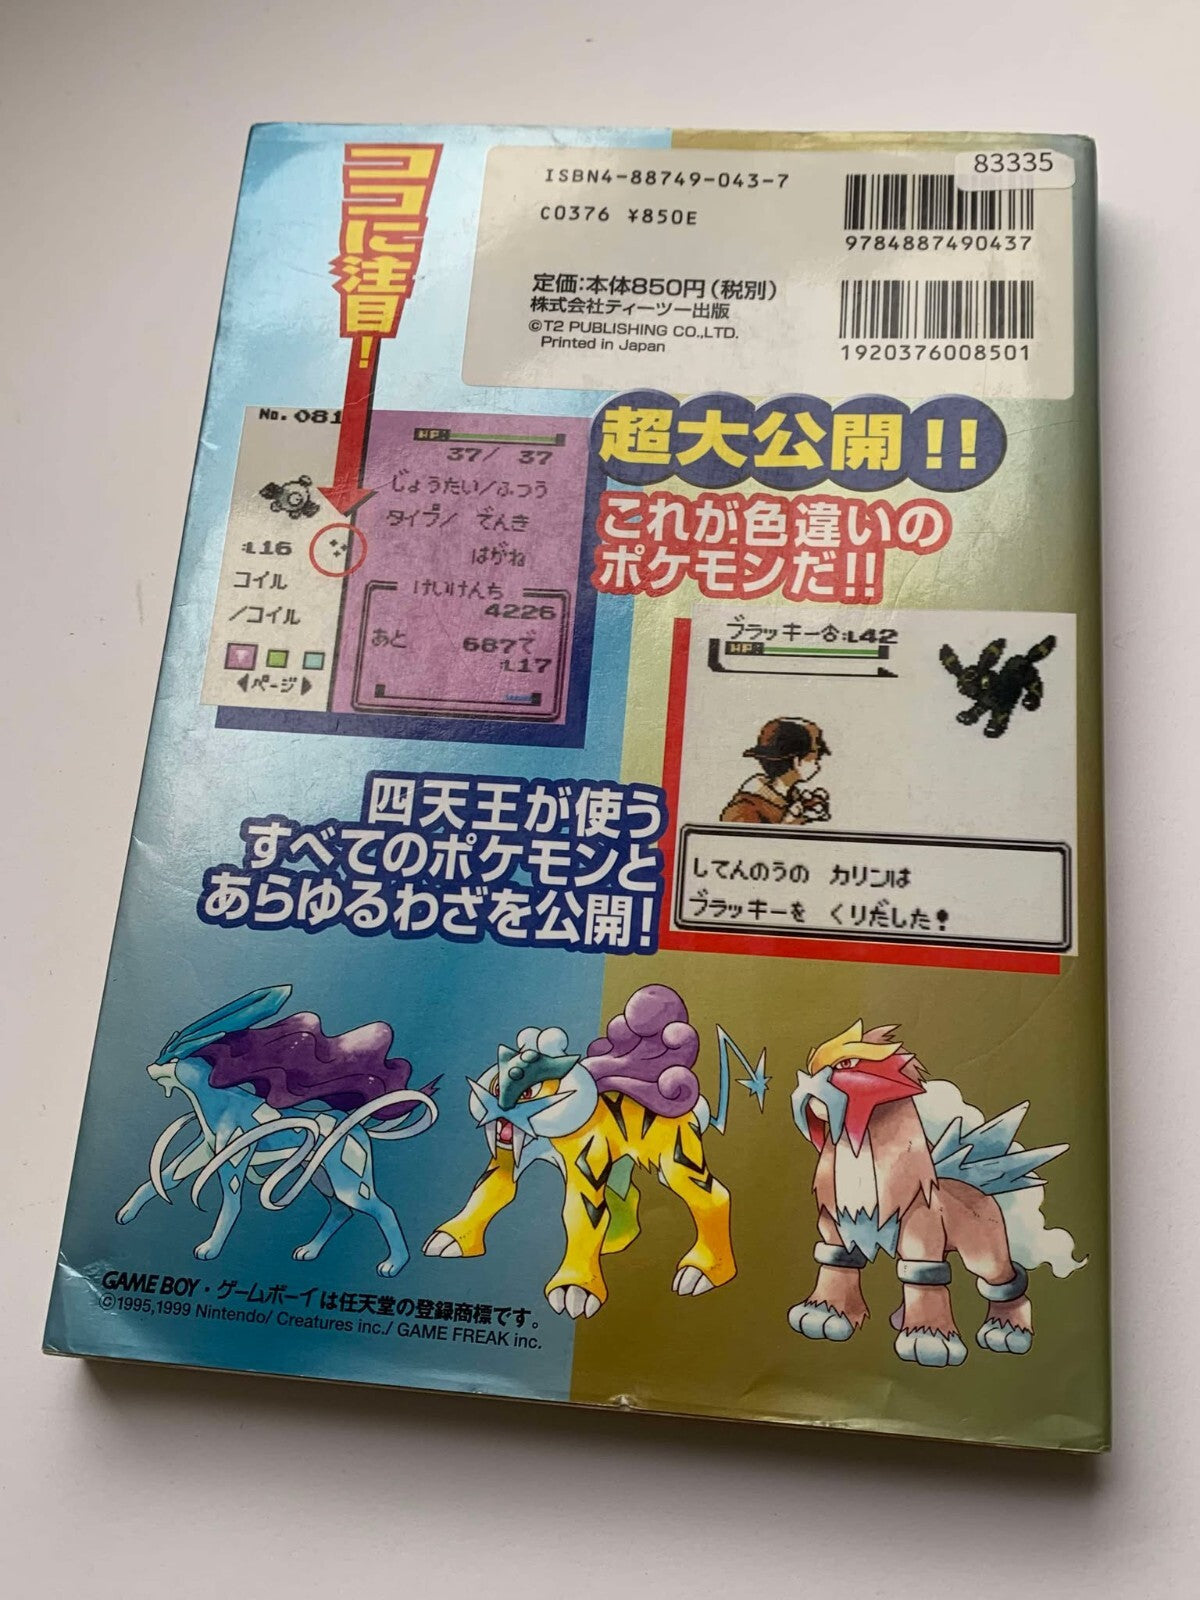 ココに注目!
ISBN4-88749-043-7
C0376 ¥850E
83335
9784887490437
定価:本体850円(税別)
株式会社ティーツー出版
©T2 PUBLISHING CO.,LTD.
Printed in Japan
1920376008501
No.081
:L16
コイル
/コイル
◀ページ▶
HP:
37/ 37
じょうたい/ふつう
タイプ/ でんき
はがね
けいけんち
4226
あと 687で
:L17
超大公開!!
これが色違いの
ポケモンだ!!
ブラッキー♀:L42
HP:
してんのうの カリンは
ブラッキーを くりだした!
四天王が使う
すべてのポケモンと
あらゆるわざを公開!
GAME BOY・ゲームボーイは任天堂の登録商標です。
©1995,1999 Nintendo/ Creatures inc./ GAME FREAK inc.